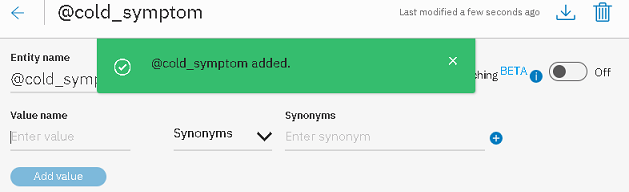 @cold_symptom
Last modified a few seconds ago
Entity name
@cold_symptom added.
@cold_symp
ching BETA
Off
Value name
Synonyms
Enter value
Synonyms
Enter synonym
Add value